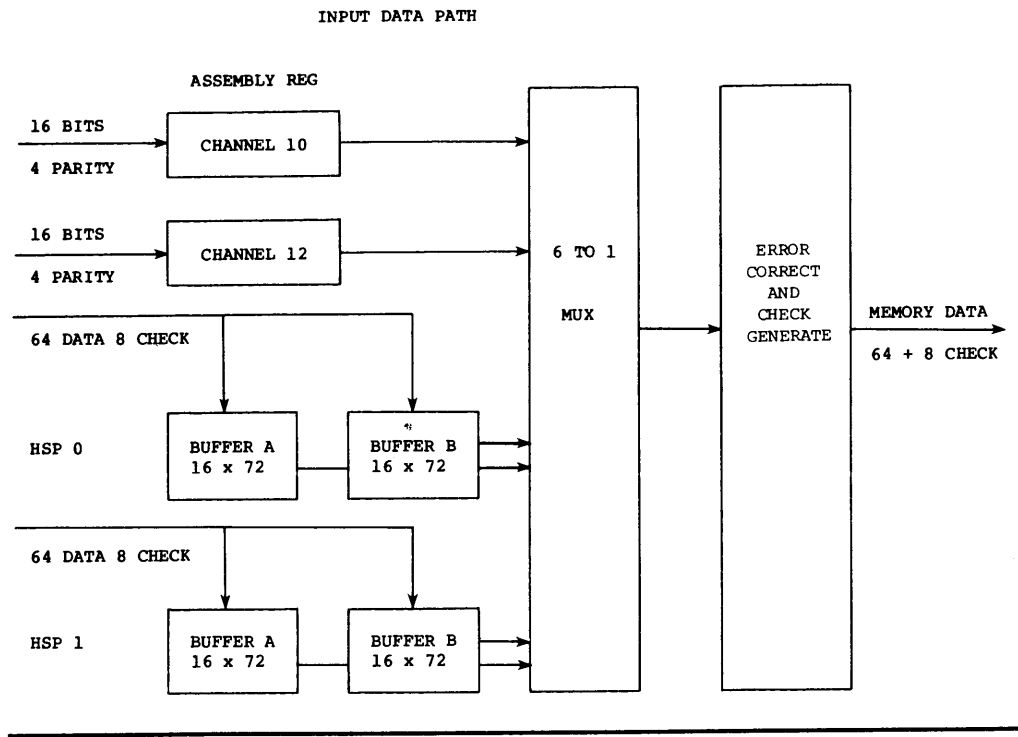 INPUT DATA PATH
ASSEMBLY REG
16 BITS
4 PARITY
CHANNEL 10
16 BITS
4 PARITY
CHANNEL 12
64 DATA 8 CHECK
HSP 0
BUFFER A
16 x 72
BUFFER B
16 x 72
64 DATA 8 CHECK
HSP 1
BUFFER A
16 x 72
BUFFER B
16 x 72
6 TO 1
MUX
ERROR
CORRECT
AND
CHECK
GENERATE
MEMORY DATA
64 + 8 CHECK